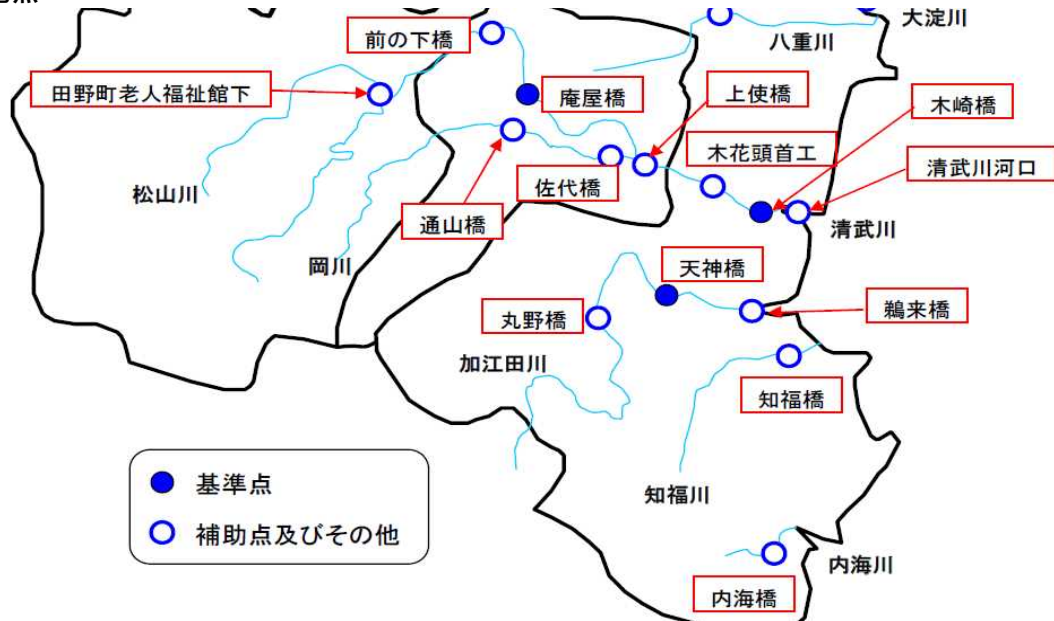 大淀川
前の下橋
八重川
田野町老人福祉館下
庵屋橋
上使橋
木崎橋
木花頭首工
清武川河口
松山川
佐代橋
通山橋
清武川
岡川
天神橋
丸野橋
鵜来橋
加江田川
知福橋
基準点
知福川
補助点及びその他
内海川
内海橋